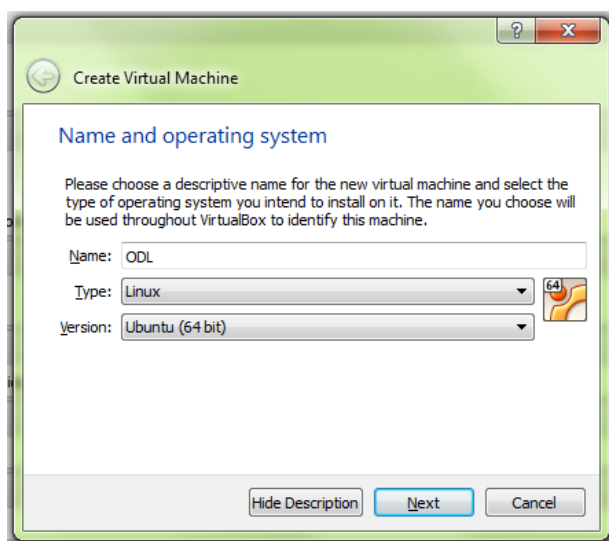 Create Virtual Machine
Name and operating system
Please choose a descriptive name for the new virtual machine and select the
type of operating system you intend to install on it. The name you choose will
be used throughout VirtualBox to identify this machine.
Name: ODL
Type: Linux
64
Version: Ubuntu (64 bit)
Hide Description Next Cancel